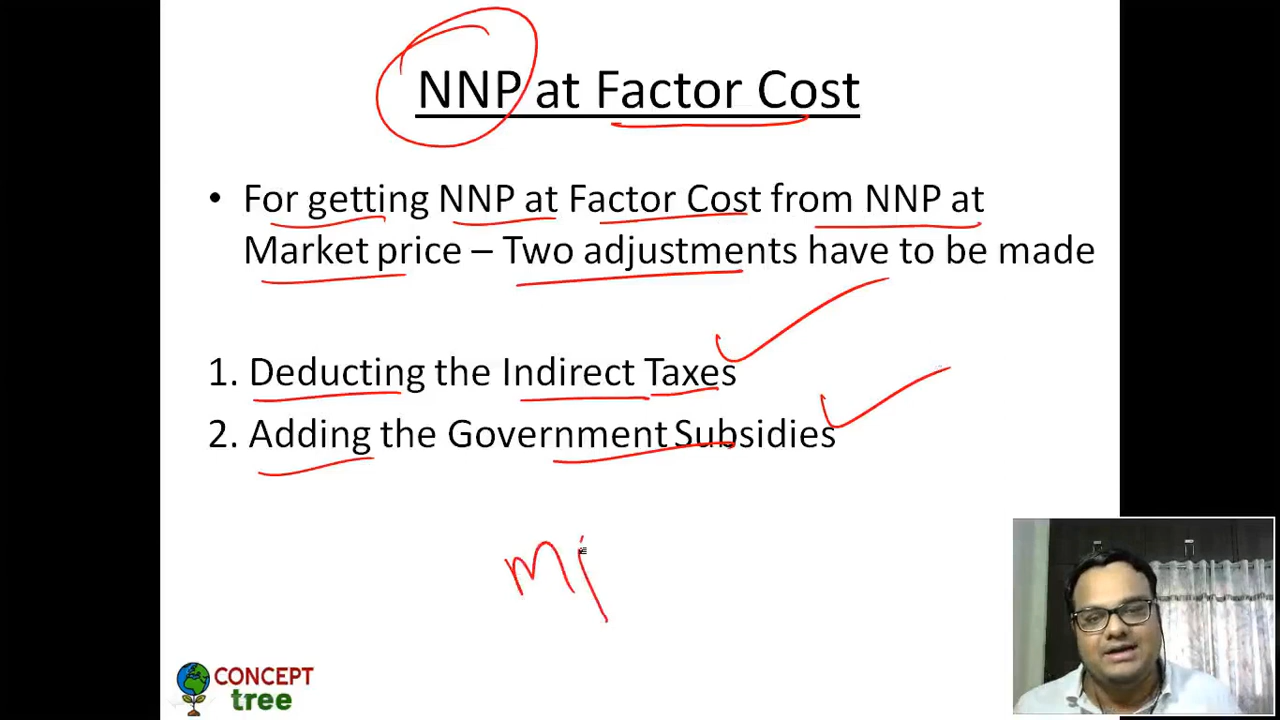 NNP at Factor Cost
• For getting NNP at Factor Cost from NNP at
Market price – Two adjustments have to be made
1. Deducting the Indirect Taxes
2. Adding the Government Subsidies
CONCEPT
tree